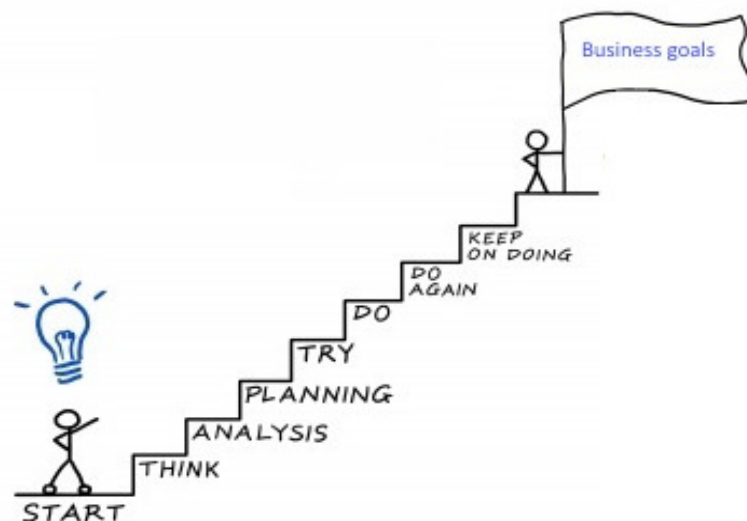 Business goals
KEEP
ON DOING
DO
AGAIN
DO
TRY
PLANNING
ANALYSIS
THINK
START